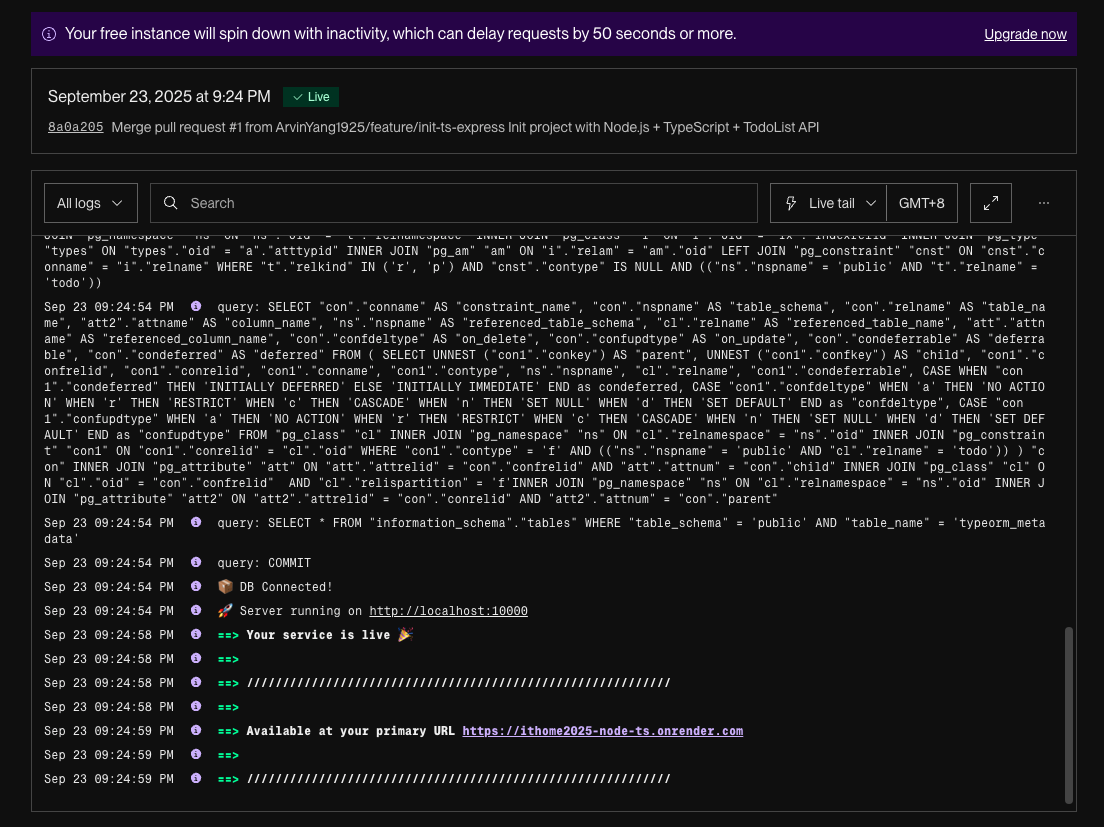 Your free instance will spin down with inactivity, which can delay requests by 50 seconds or more.
Upgrade now
September 23, 2025 at 9:24 PM
Live
8a0a205 Merge pull request #1 from ArvinYang1925/feature/init-ts-express Init project with Node.js + TypeScript + TodoList API
All logs
Search
Live tail
GMT+8
"types" ON "types"."oid" = "a"."atttypid" INNER JOIN "pg_am" "am" ON "i"."relam" = "am"."oid" LEFT JOIN "pg_constraint" "cnst" ON "cnst"."c
onname" = "i"."relname" WHERE "t"."relkind" IN ('r', 'p') AND "cnst"."contype" IS NULL AND (("ns"."nspname" = 'public' AND "t"."relname" =
'todo'))
Sep 23 09:24:54 PM query: SELECT "con"."conname" AS "constraint_name", "con"."nspname" AS "table_schema", "con"."relname" AS "table_na
me", "att2"."attname" AS "column_name", "ns"."nspname" AS "referenced_table_schema", "cl"."relname" AS "referenced_table_name", "att"."attn
ame" AS "referenced_column_name", "con"."confdeltype" AS "on_delete", "con"."confupdtype" AS "on_update", "con"."condeferrable" AS "deferra
ble", "con"."condeferred" AS "deferred" FROM ( SELECT UNNEST ("con1"."conkey") AS "parent", UNNEST ("con1"."confkey") AS "child", "con1"."c
onfrelid", "con1"."conrelid", "con1"."conname", "con1"."contype", "ns"."nspname", "cl"."relname", "con1"."condeferrable", CASE WHEN "con
1"."condeferred" THEN 'INITIALLY DEFERRED' ELSE 'INITIALLY IMMEDIATE' END as condeferred, CASE "con1"."confdeltype" WHEN 'a' THEN 'NO ACTIO
N' WHEN 'r' THEN 'RESTRICT' WHEN 'c' THEN 'CASCADE' WHEN 'n' THEN 'SET NULL' WHEN 'd' THEN 'SET DEFAULT' END as "confdeltype", CASE "con
1"."confupdtype" WHEN 'a' THEN 'NO ACTION' WHEN 'r' THEN 'RESTRICT' WHEN 'c' THEN 'CASCADE' WHEN 'n' THEN 'SET NULL' WHEN 'd' THEN 'SET DEF
AULT' END as "confupdtype" FROM "pg_class" "cl" INNER JOIN "pg_namespace" "ns" ON "cl"."relnamespace" = "ns"."oid" INNER JOIN "pg_constrain
t" "con1" ON "con1"."conrelid" = "cl"."oid" WHERE "con1"."contype" = 'f' AND (("ns"."nspname" = 'public' AND "cl"."relname" = 'todo')) ) "c
on" INNER JOIN "pg_attribute" "att" ON "att"."attrelid" = "con"."confrelid" AND "att"."attnum" = "con"."child" INNER JOIN "pg_class" "cl" O
N "cl"."oid" = "con"."confrelid"  AND "cl"."relispartition" = 'f'INNER JOIN "pg_namespace" "ns" ON "cl"."relnamespace" = "ns"."oid" INNER J
OIN "pg_attribute" "att2" ON "att2"."attrelid" = "con"."conrelid" AND "att2"."attnum" = "con"."parent"
Sep 23 09:24:54 PM query: SELECT * FROM "information_schema"."tables" WHERE "table_schema" = 'public' AND "table_name" = 'typeorm_meta
data'
Sep 23 09:24:54 PM query: COMMIT
Sep 23 09:24:54 PM 📦 DB Connected!
Sep 23 09:24:54 PM 🚀 Server running on http://localhost:10000
Sep 23 09:24:58 PM ==> Your service is live 🎉
Sep 23 09:24:58 PM ==>
Sep 23 09:24:58 PM ==> ///////////////////////////////////////////////////////////
Sep 23 09:24:58 PM ==>
Sep 23 09:24:59 PM ==> Available at your primary URL https://ithome2025-node-ts.onrender.com
Sep 23 09:24:59 PM ==>
Sep 23 09:24:59 PM ==> ///////////////////////////////////////////////////////////